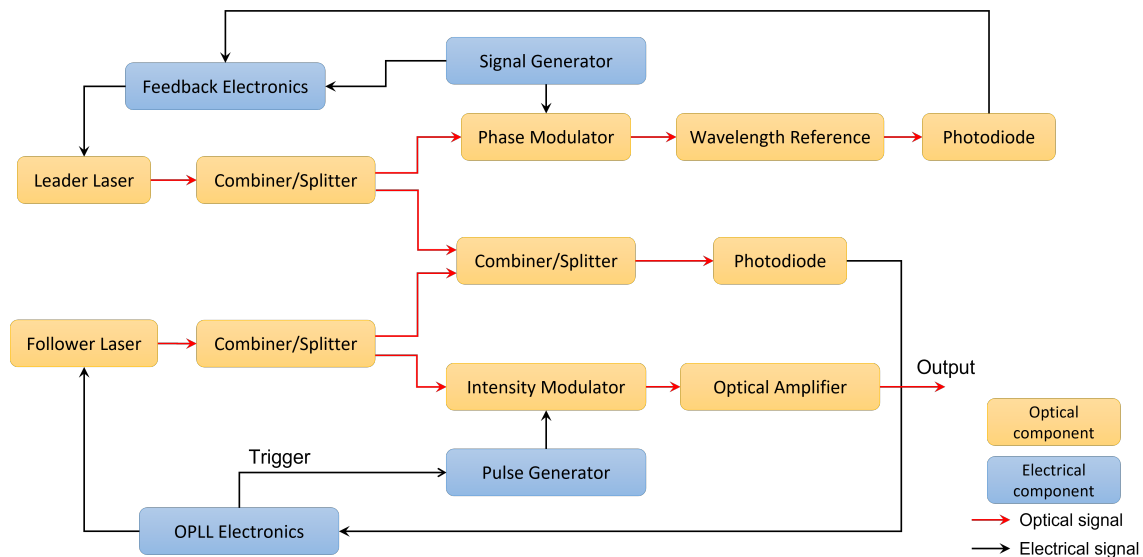 Signal Generator
Feedback Electronics
Phase Modulator
Wavelength Reference
Photodiode
Leader Laser
Combiner/Splitter
Combiner/Splitter
Photodiode
Follower Laser
Combiner/Splitter
Intensity Modulator
Optical Amplifier
Output
Trigger
Pulse Generator
OPLL Electronics
Optical
component
Electrical
component
Optical signal
Electrical signal